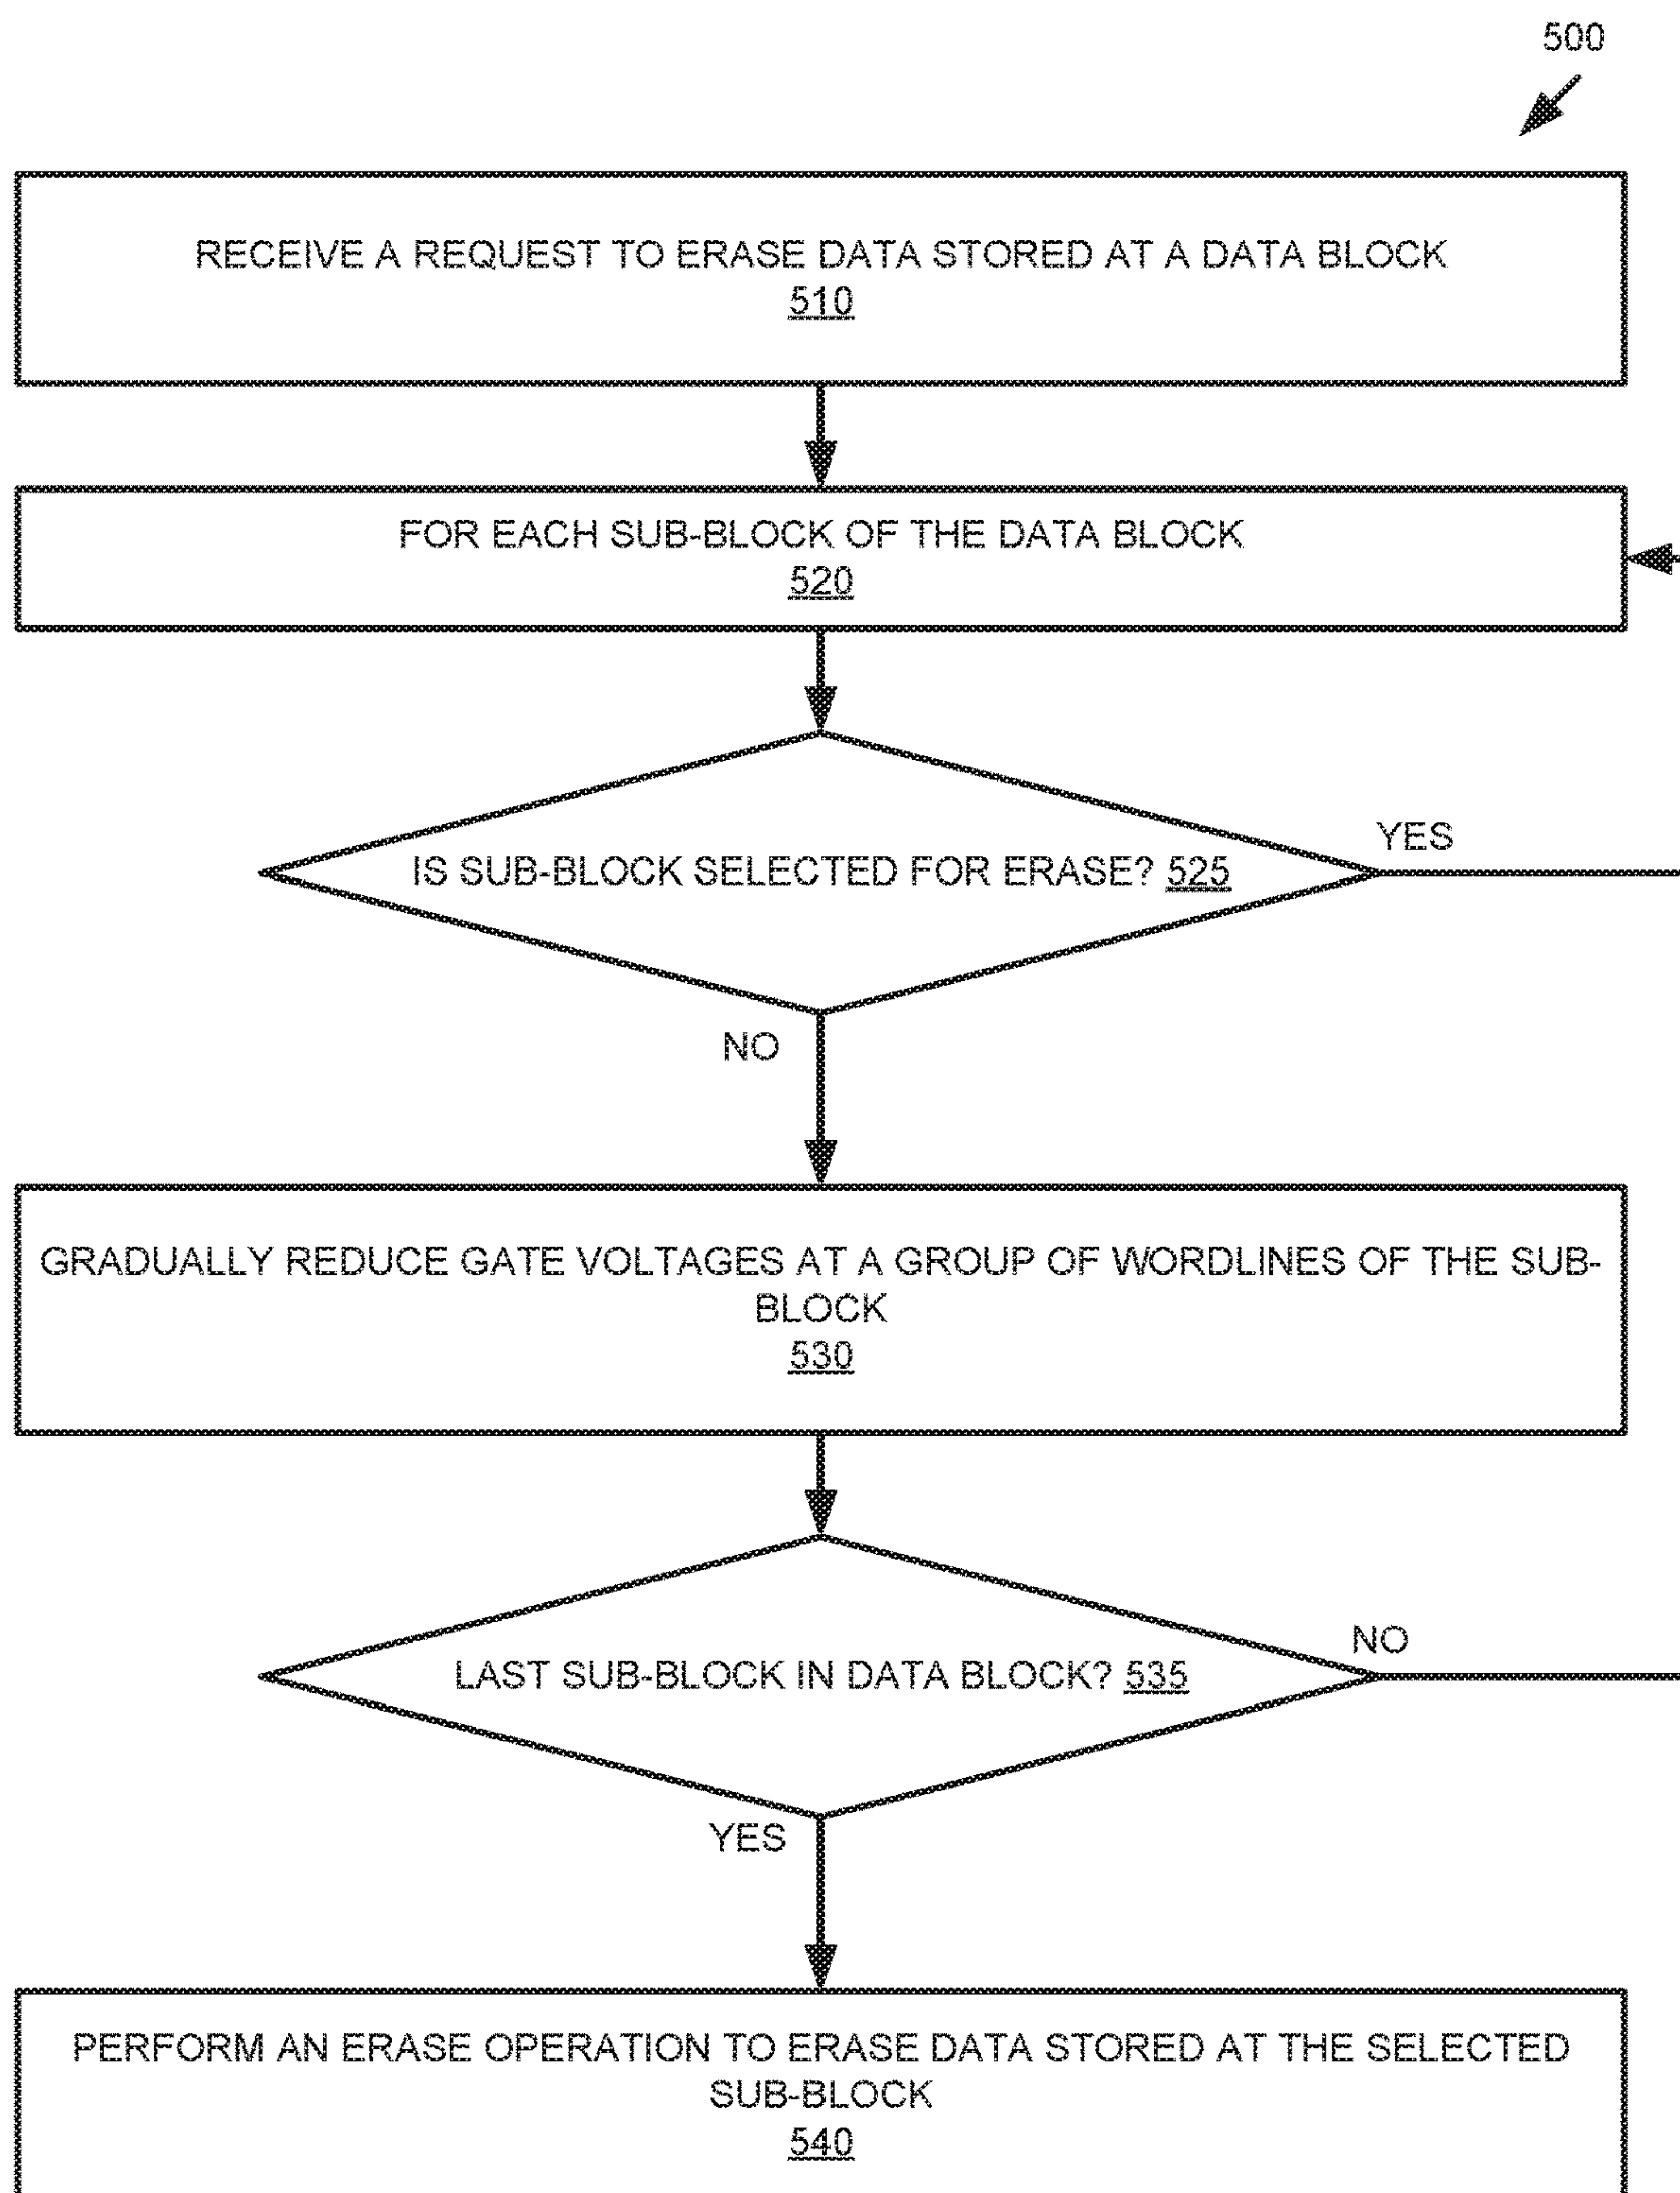 500
RECEIVE A REQUEST TO ERASE DATA STORED AT A DATA BLOCK
510
FOR EACH SUB-BLOCK OF THE DATA BLOCK
520
YES
IS SUB-BLOCK SELECTED FOR ERASE? 525
NO
GRADUALLY REDUCE GATE VOLTAGES AT A GROUP OF WORDLINES OF THE SUB-
BLOCK
530
NO
LAST SUB-BLOCK IN DATA BLOCK? 535
YES
PERFORM AN ERASE OPERATION TO ERASE DATA STORED AT THE SELECTED
SUB-BLOCK
540